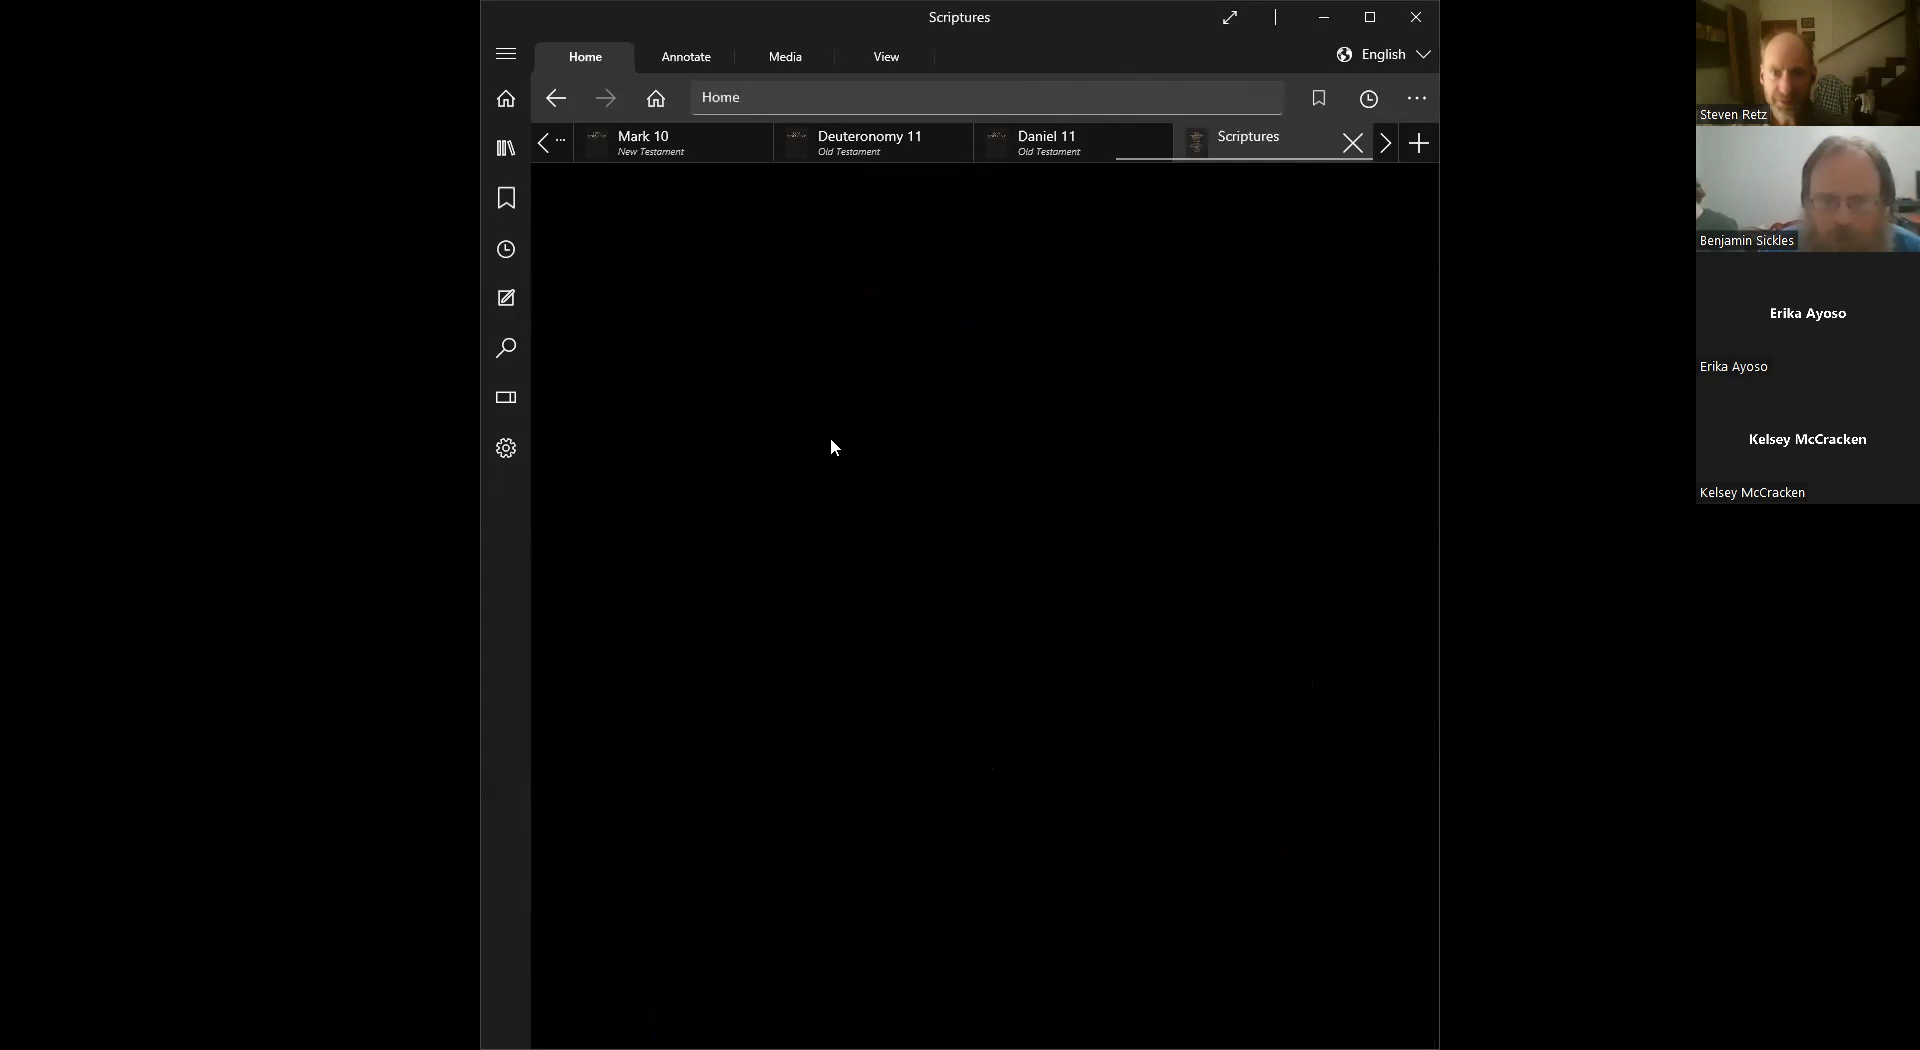 Scriptures
Home
Annotate
Media
View
English
Home
...
Mark 10
New Testament
Deuteronomy 11
Old Testament
Daniel 11
Old Testament
Scriptures
Steven Retz
Benjamin Sickles
Erika Ayoso
Erika Ayoso
Kelsey McCracken
Kelsey McCracken